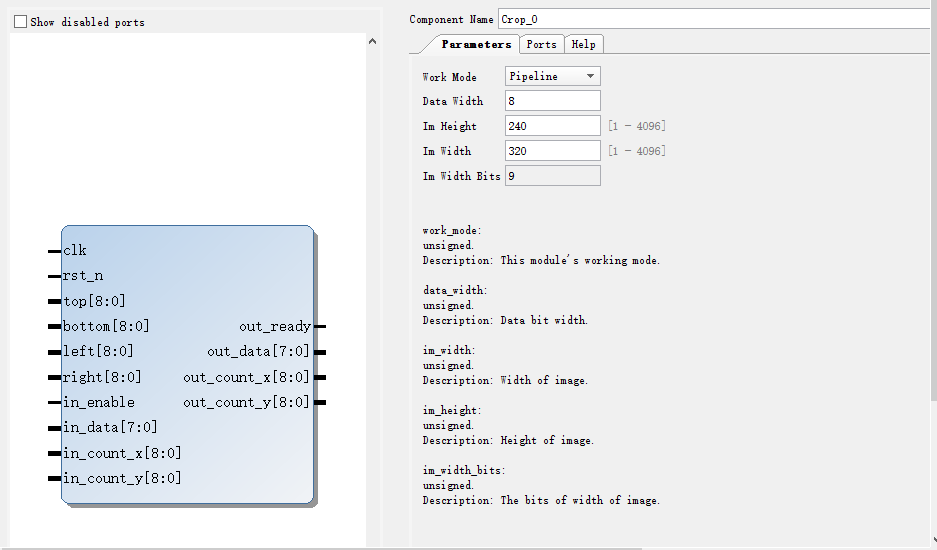 Show disabled ports
clk
rst_n
top[8:0]
bottom[8:0]
left[8:0]
right[8:0]
in_enable
in_data[7:0]
in_count_x[8:0]
in_count_y[8:0]
out_ready
out_data[7:0]
out_count_x[8:0]
out_count_y[8:0]
Component Name Crop_0
Parameters Ports Help
Work Mode Pipeline
Data Width 8
Im Height 240 [1 - 4096]
Im Width 320 [1 - 4096]
Im Width Bits 9
work_mode:
unsigned.
Description: This module's working mode.
data_width:
unsigned.
Description: Data bit width.
im_width:
unsigned.
Description: Width of image.
im_height:
unsigned.
Description: Height of image.
im_width_bits:
unsigned.
Description: The bits of width of image.